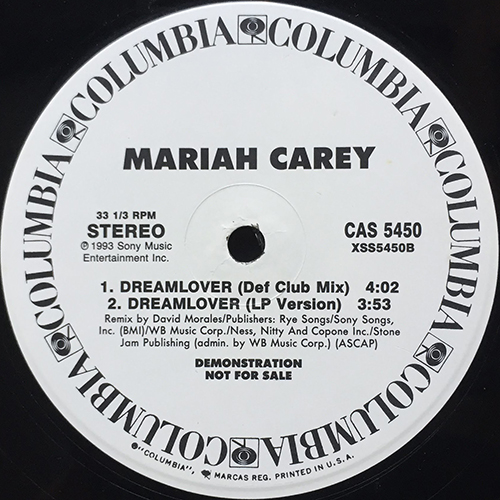 COLUMBIA COLUMBIA COLUMBIA COLUMBIA COLUMBIA COLUMBIA
MARIAH CAREY
33 1/3 RPM
STEREO
℗ 1993 Sony Music
Entertainment Inc.
CAS 5450
XSS5450B
1. DREAMLOVER (Def Club Mix) 4:02
2. DREAMLOVER (LP Version) 3:53
Remix by David Morales/Publishers: Rye Songs/Sony Songs,
Inc. (BMI)/WB Music Corp./Ness, Nitty And Copone Inc./Stone
Jam Publishing (admin. by WB Music Corp.) (ASCAP)
DEMONSTRATION
NOT FOR SALE
"COLUMBIA", MARCAS REG. PRINTED IN U.S.A.